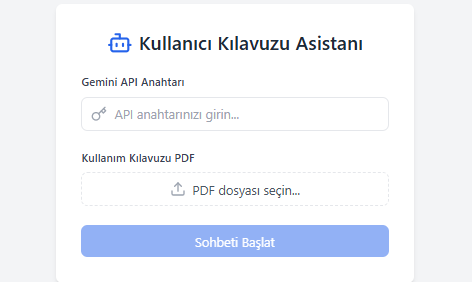 Kullanıcı Kılavuzu Asistanı
Gemini API Anahtarı
API anahtarınızı girin...
Kullanım Kılavuzu PDF
PDF dosyası seçin...
Sohbeti Başlat